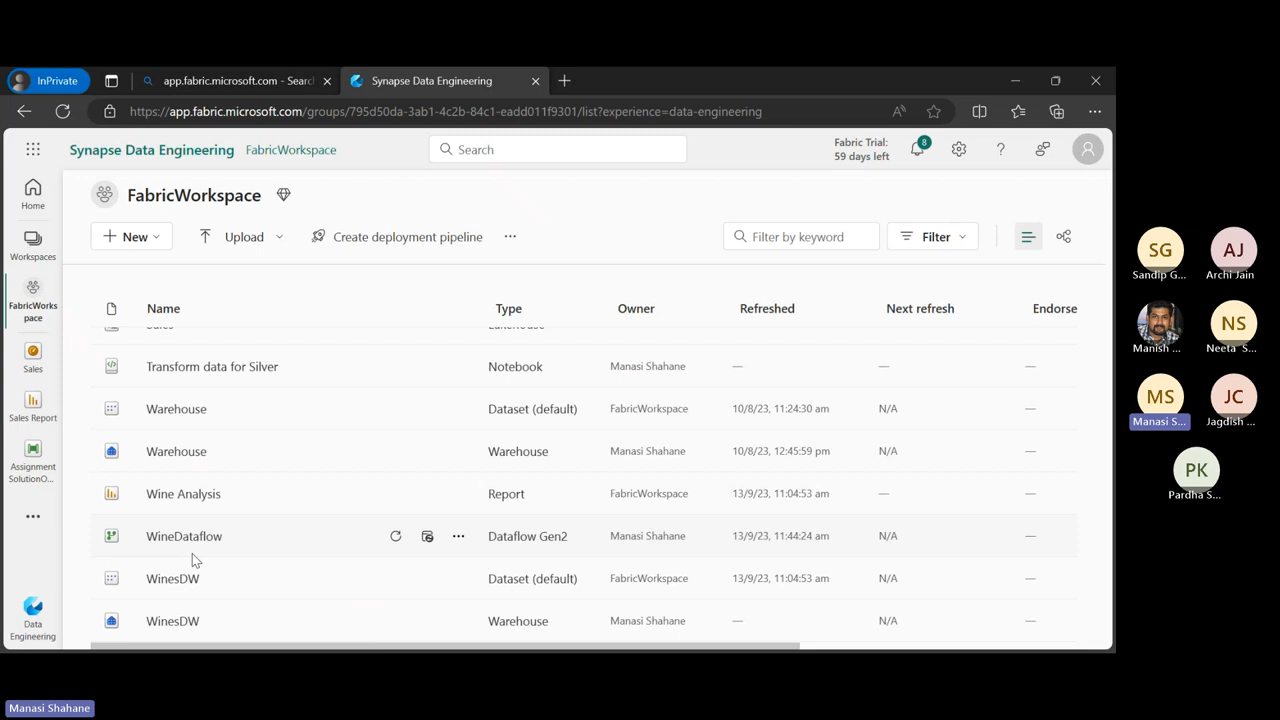 InPrivate
app.fabric.microsoft.com - Searc
Synapse Data Engineering
https://app.fabric.microsoft.com/groups/795d50da-3ab1-4c2b-84c1-eadd011f9301/list?experience=data-engineering
Synapse Data Engineering FabricWorkspace
Search
Fabric Trial:
59 days left
8
Home
Workspaces
FabricWorks
pace
Sales
Sales Report
Assignment
SolutionO...
Data
Engineering
FabricWorkspace
New
Upload
Create deployment pipeline
Filter by keyword
Filter
Name Type Owner Refreshed Next refresh Endorse
Sales Lakehouse
Transform data for Silver Notebook Manasi Shahane — — —
Warehouse Dataset (default) FabricWorkspace 10/8/23, 11:24:30 am N/A —
Warehouse Warehouse Manasi Shahane 10/8/23, 12:45:59 pm N/A —
Wine Analysis Report FabricWorkspace 13/9/23, 11:04:53 am — —
WineDataflow Dataflow Gen2 Manasi Shahane 13/9/23, 11:44:24 am N/A —
WinesDW Dataset (default) FabricWorkspace 13/9/23, 11:04:53 am N/A —
WinesDW Warehouse Manasi Shahane — N/A —
SG
Sandip G...
AJ
Archi Jain
Manish ...
NS
Neeta S...
MS
Manasi S...
JC
Jagdish ...
PK
Pardha S...
Manasi Shahane